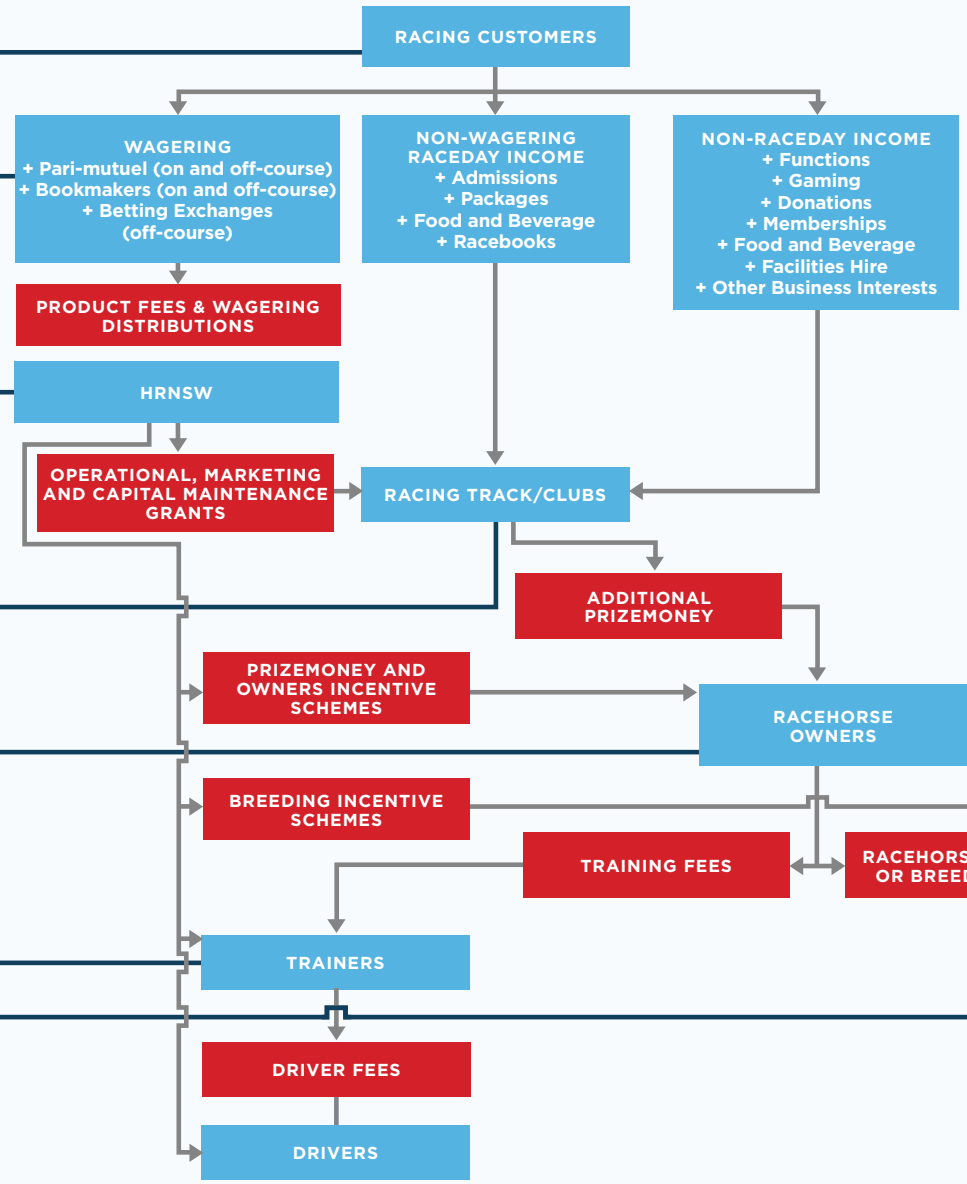 RACING CUSTOMERS
WAGERING
+ Pari-mutuel (on and off-course)
+ Bookmakers (on and off-course)
+ Betting Exchanges
(off-course)
NON-WAGERING
RACEDAY INCOME
+ Admissions
+ Packages
+ Food and Beverage
+ Racebooks
NON-RACEDAY INCOME
+ Functions
+ Gaming
+ Donations
+ Memberships
+ Food and Beverage
+ Facilities Hire
+ Other Business Interests
PRODUCT FEES & WAGERING
DISTRIBUTIONS
HRNSW
OPERATIONAL, MARKETING
AND CAPITAL MAINTENANCE
GRANTS
RACING TRACK/CLUBS
ADDITIONAL
PRIZEMONEY
PRIZEMONEY AND
OWNERS INCENTIVE
SCHEMES
RACEHORSE
OWNERS
BREEDING INCENTIVE
SCHEMES
TRAINING FEES
OR
TRAINERS
DRIVER FEES
DRIVERS